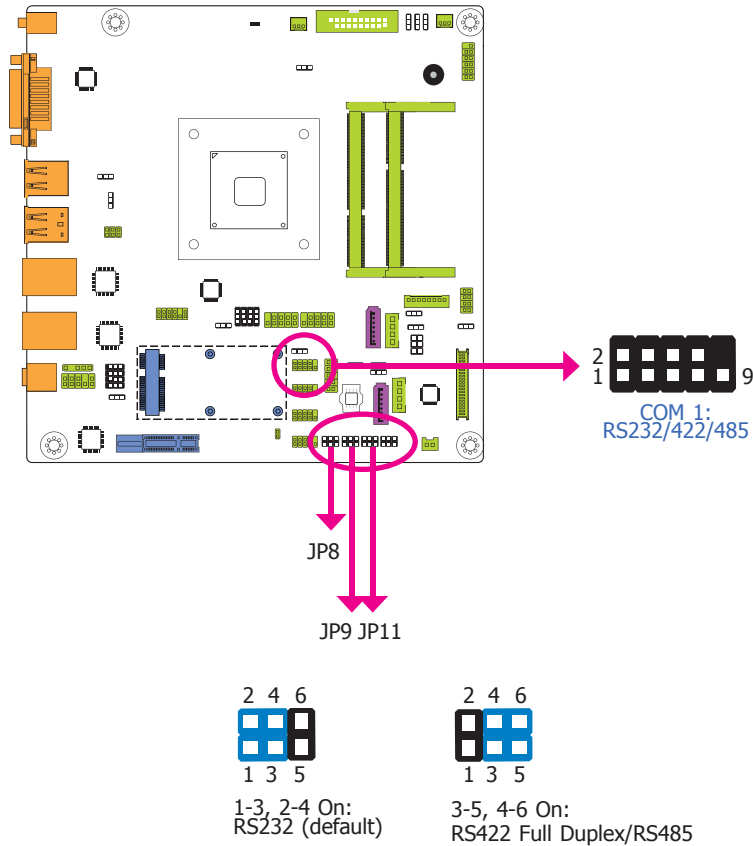 2
1
9
COM 1:
RS232/422/485
JP8
JP9 JP11
2 4 6
1 3 5
1-3, 2-4 On:
RS232 (default)
2 4 6
1 3 5
3-5, 4-6 On:
RS422 Full Duplex/RS485